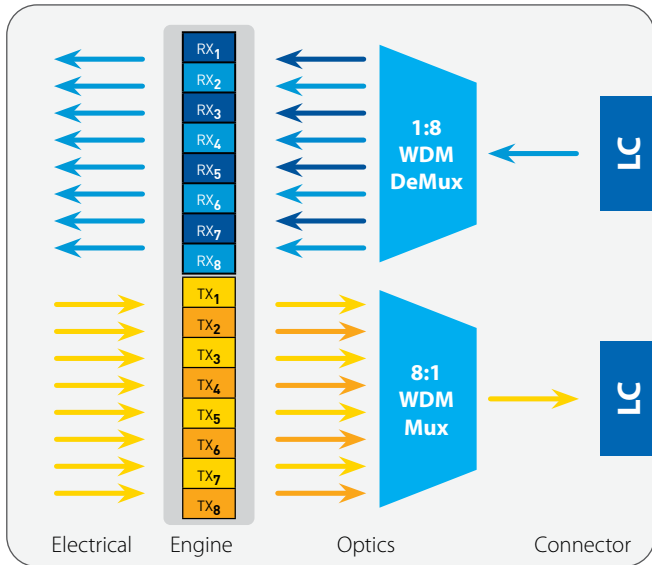 RX1
RX2
RX3
RX4
RX5
RX6
RX7
RX8
1:8
WDM
DeMux
LC
TX1
TX2
TX3
TX4
TX5
TX6
TX7
TX8
8:1
WDM
Mux
LC
Electrical Engine Optics Connector